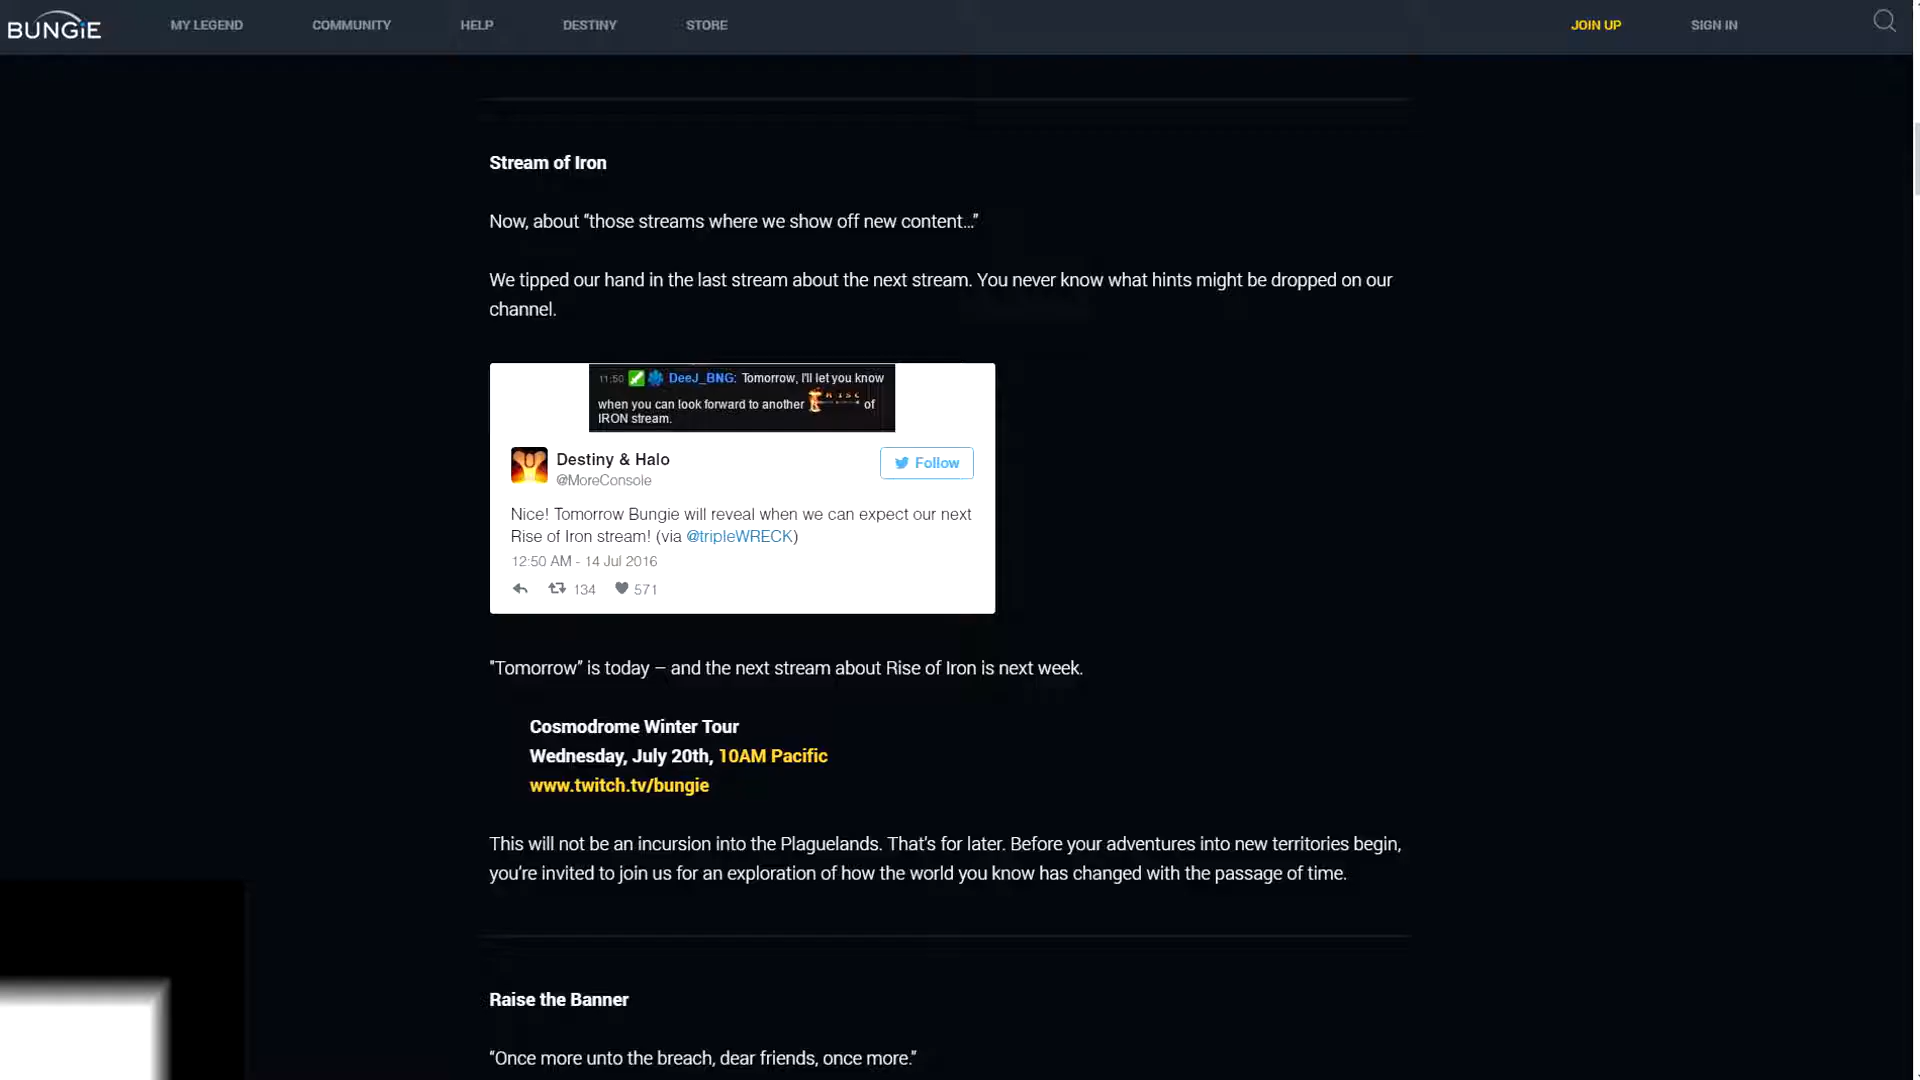 BUNGiE MY LEGEND COMMUNITY HELP DESTINY STORE JOIN UP SIGN IN
Stream of Iron
Now, about “those streams where we show off new content…”
We tipped our hand in the last stream about the next stream. You never know what hints might be dropped on our
channel.
11:50 DeeJ_BNG: Tomorrow, I'll let you know
when you can look forward to another RISE of
IRON stream.
Destiny & Halo
@MoreConsole
Follow
Nice! Tomorrow Bungie will reveal when we can expect our next
Rise of Iron stream! (via @tripleWRECK)
12:50 AM - 14 Jul 2016
134 571
"Tomorrow” is today – and the next stream about Rise of Iron is next week.
Cosmodrome Winter Tour
Wednesday, July 20th, 10AM Pacific
www.twitch.tv/bungie
This will not be an incursion into the Plaguelands. That’s for later. Before your adventures into new territories begin,
you’re invited to join us for an exploration of how the world you know has changed with the passage of time.
Raise the Banner
“Once more unto the breach, dear friends, once more.”